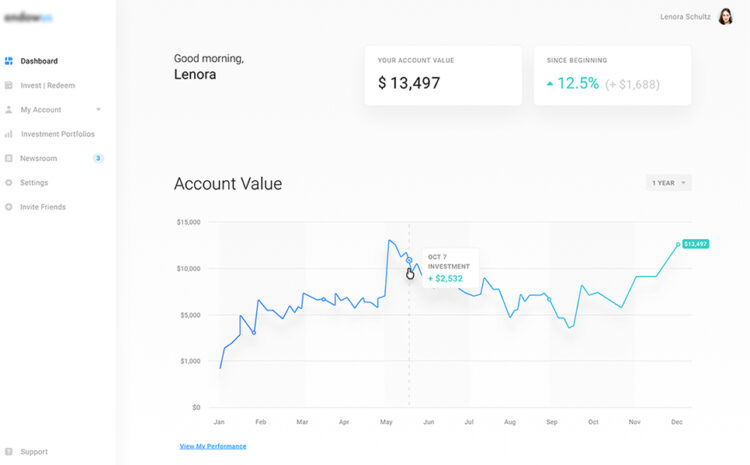 Lenora Schultz
Dashboard
Invest | Redeem
My Account
Investment Portfolios
Newsroom 3
Settings
Invite Friends
Support
Good morning,
Lenora
YOUR ACCOUNT VALUE
$ 13,497
SINCE BEGINNING
12.5% (+ $1,688)
Account Value
1 YEAR
$15,000
$10,000
$5,000
$1,000
$0
OCT 7
INVESTMENT
+ $2,532
$13,497
Jan Feb Mar Apr May Jun Jul Aug Sep Oct Nov Dec
View My Performance